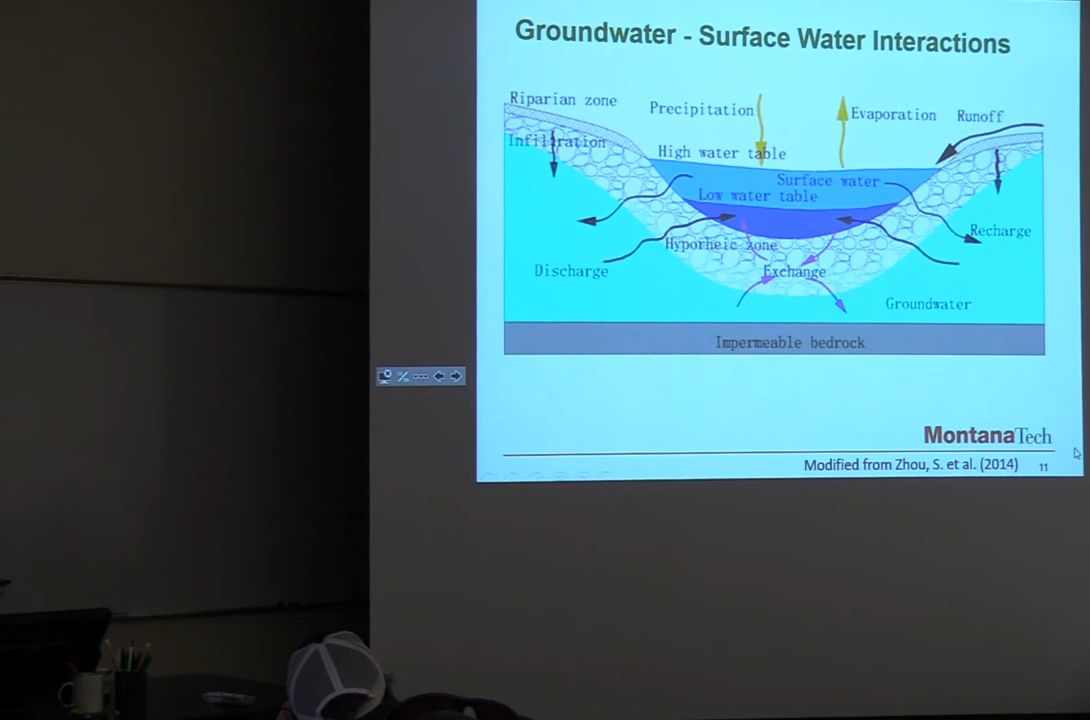 Groundwater - Surface Water Interactions
Riparian zone
Precipitation
Evaporation
Runoff
Infiltration
High water table
Surface water
Low water table
Recharge
Hyporheic zone
Discharge
Exchange
Groundwater
Impermeable bedrock
MontanaTech
Modified from Zhou, S. et al. (2014) 11